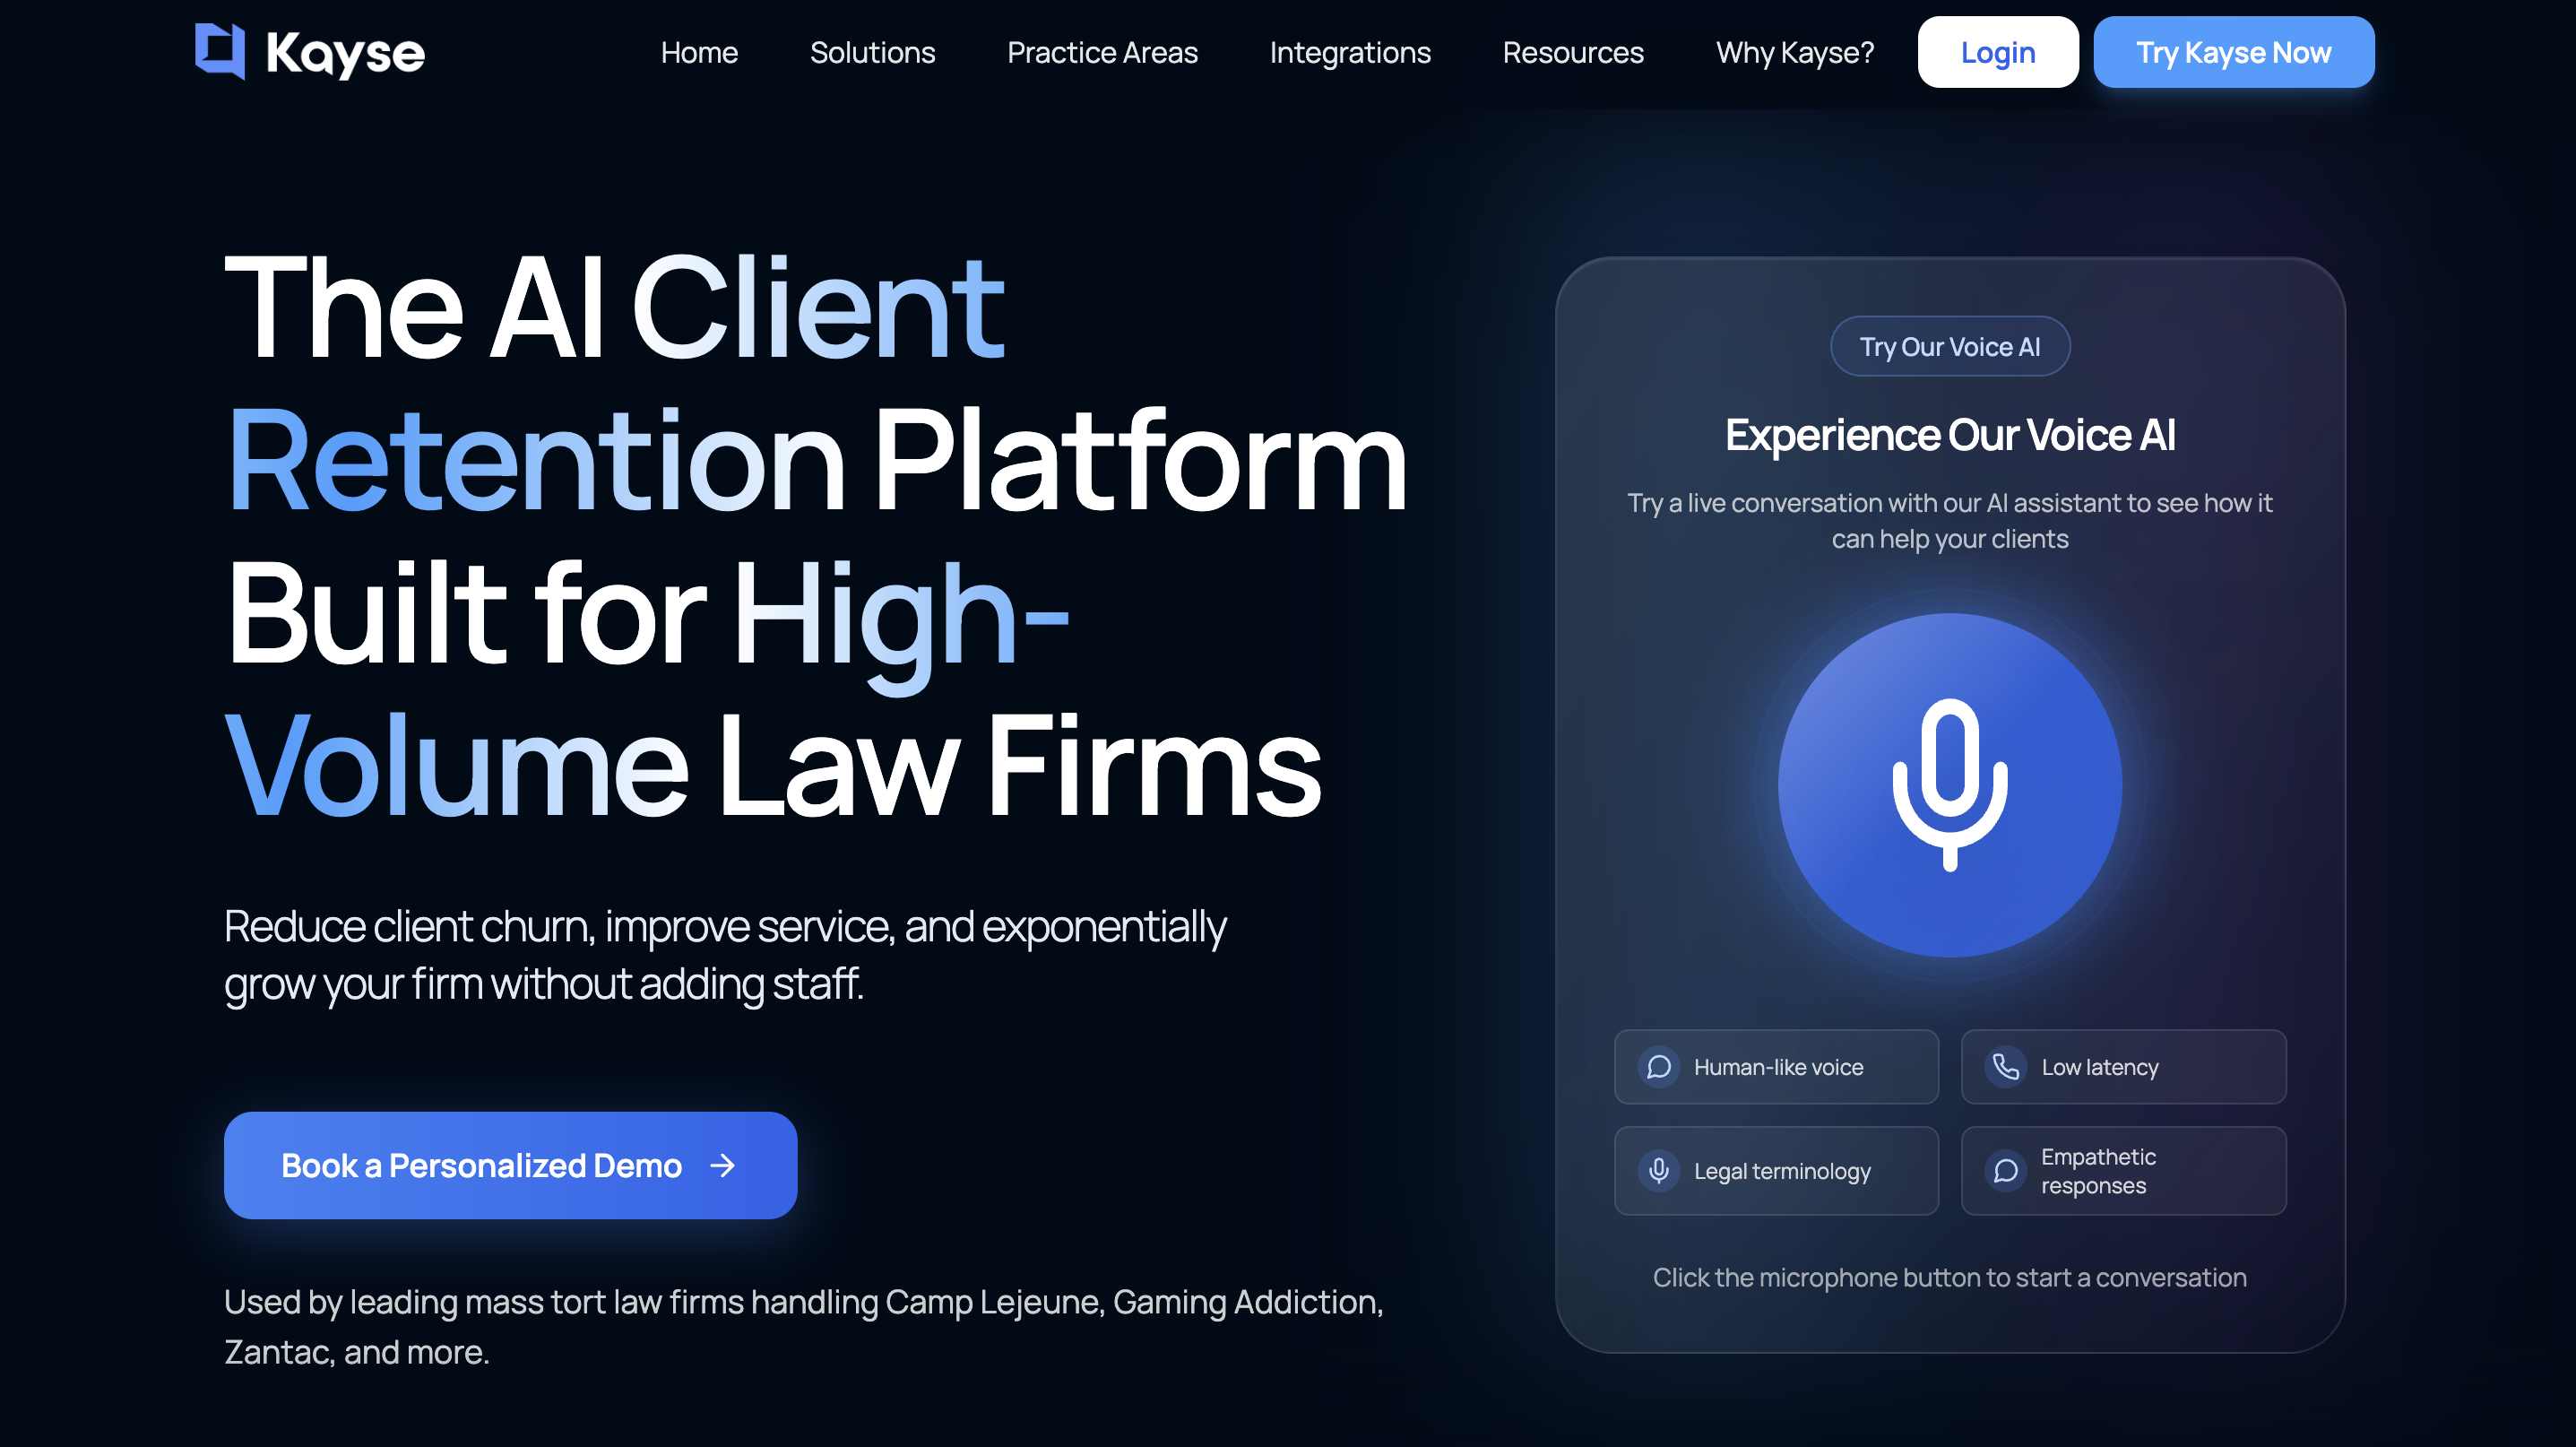 Kayse
Home
Solutions
Practice Areas
Integrations
Resources
Why Kayse?
Login
Try Kayse Now
The AI Client
Retention Platform
Built for High-
Volume Law Firms
Reduce client churn, improve service, and exponentially
grow your firm without adding staff.
Book a Personalized Demo
Used by leading mass tort law firms handling Camp Lejeune, Gaming Addiction,
Zantac, and more.
Try Our Voice AI
Experience Our Voice AI
Try a live conversation with our AI assistant to see how it
can help your clients
Human-like voice
Low latency
Legal terminology
Empathetic
responses
Click the microphone button to start a conversation